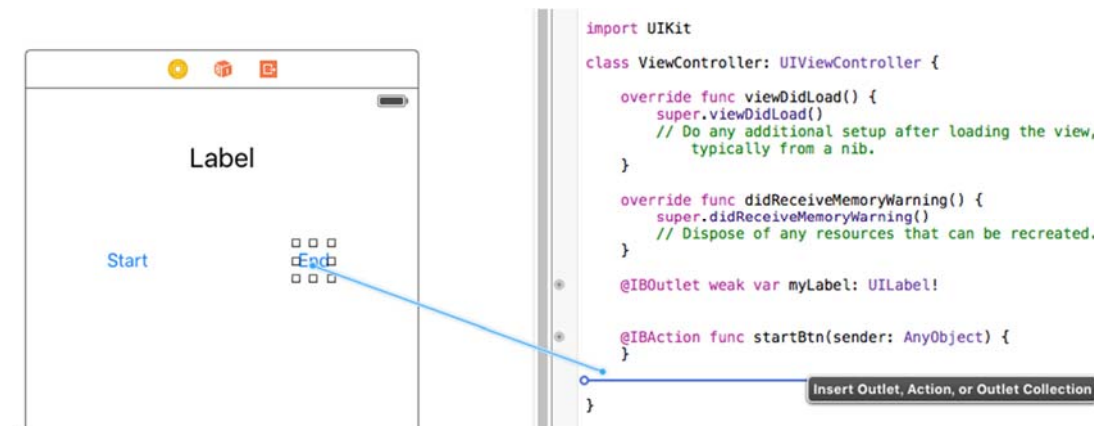 Label
Start
End
import UIKit
class ViewController: UIViewController {
override func viewDidLoad() {
super.viewDidLoad()
// Do any additional setup after loading the view,
typically from a nib.
}
override func didReceiveMemoryWarning() {
super.didReceiveMemoryWarning()
// Dispose of any resources that can be recreated.
}
@IBOutlet weak var myLabel: UILabel!
@IBAction func startBtn(sender: AnyObject) {
}
Insert Outlet, Action, or Outlet Collection
}